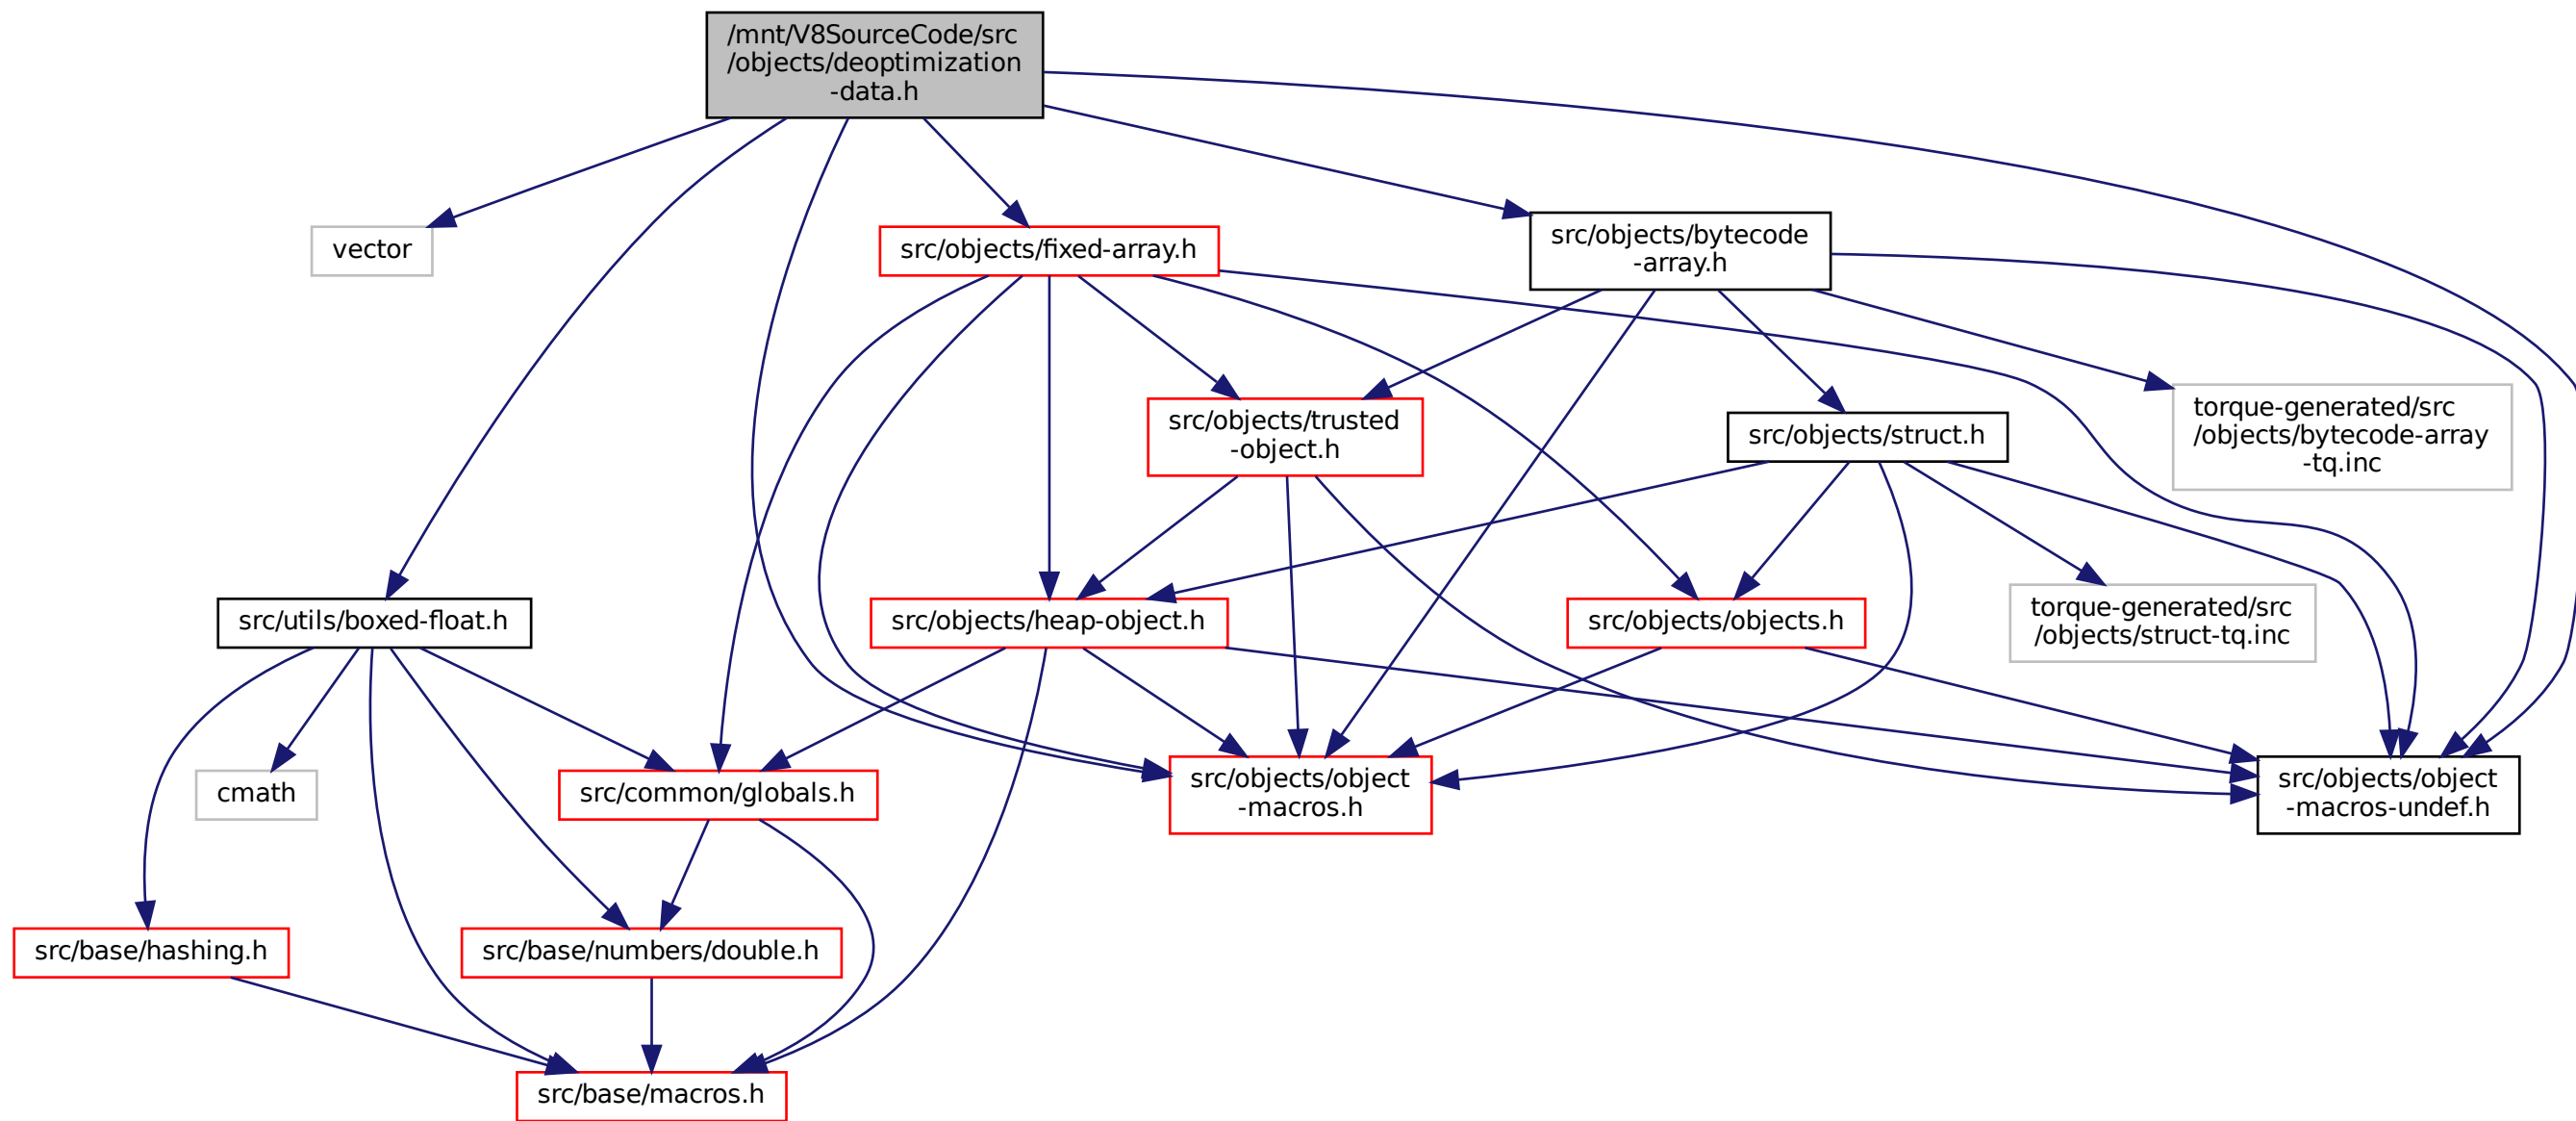 /mnt/V8SourceCode/src
/objects/deoptimization
-data.h
vector
src/objects/fixed-array.h
src/objects/bytecode
-array.h
src/objects/trusted
-object.h
src/objects/struct.h
torque-generated/src
/objects/bytecode-array
-tq.inc
src/utils/boxed-float.h
src/objects/heap-object.h
src/objects/objects.h
torque-generated/src
/objects/struct-tq.inc
cmath
src/common/globals.h
src/objects/object
-macros.h
src/objects/object
-macros-undef.h
src/base/hashing.h
src/base/numbers/double.h
src/base/macros.h